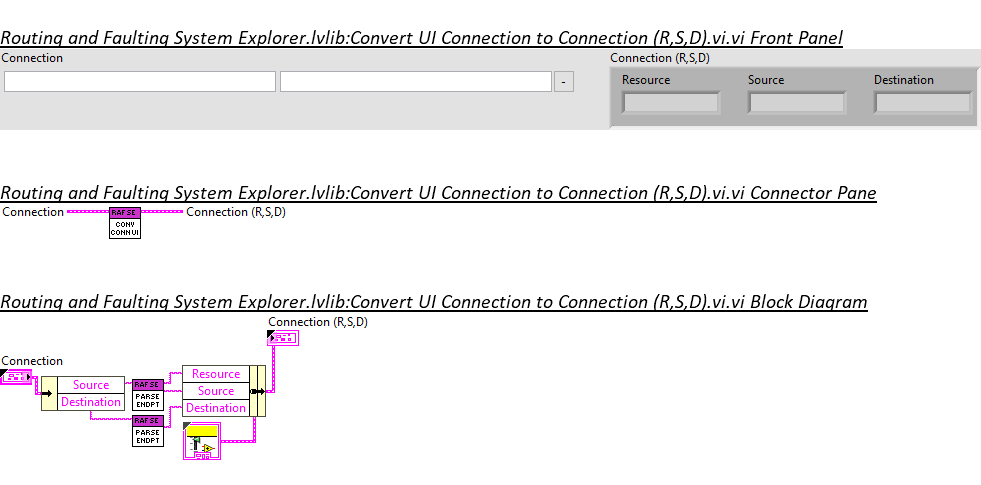 Routing and Faulting System Explorer.lvlib:Convert UI Connection to Connection (R,S,D).vi.vi Front Panel
Connection
Connection (R,S,D)
Resource Source Destination
-
Routing and Faulting System Explorer.lvlib:Convert UI Connection to Connection (R,S,D).vi.vi Connector Pane
Connection RAFSE Connection (R,S,D)
CONV
CONN UI
Routing and Faulting System Explorer.lvlib:Convert UI Connection to Connection (R,S,D).vi.vi Block Diagram
Connection (R,S,D)
Connection
Source
Destination
RAFSE
PARSE
ENDPT
RAFSE
PARSE
ENDPT
Resource
Source
Destination